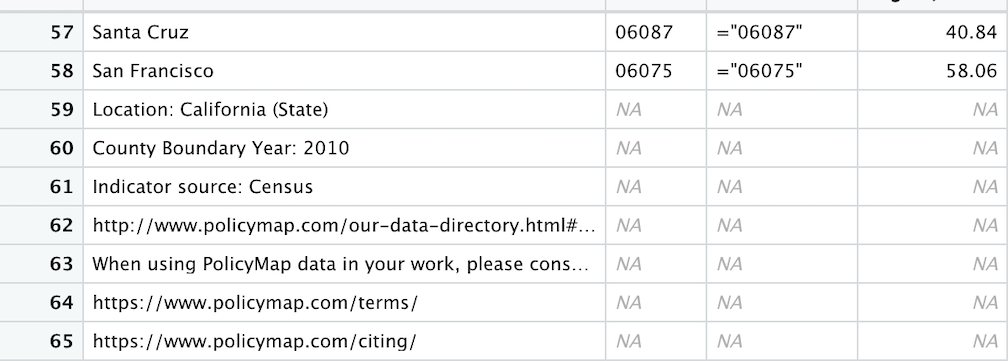 57 Santa Cruz 06087 ="06087" 40.84
58 San Francisco 06075 ="06075" 58.06
59 Location: California (State) NA NA NA
60 County Boundary Year: 2010 NA NA NA
61 Indicator source: Census NA NA NA
62 http://www.policymap.com/our-data-directory.html#... NA NA NA
63 When using PolicyMap data in your work, please cons... NA NA NA
64 https://www.policymap.com/terms/ NA NA NA
65 https://www.policymap.com/citing/ NA NA NA